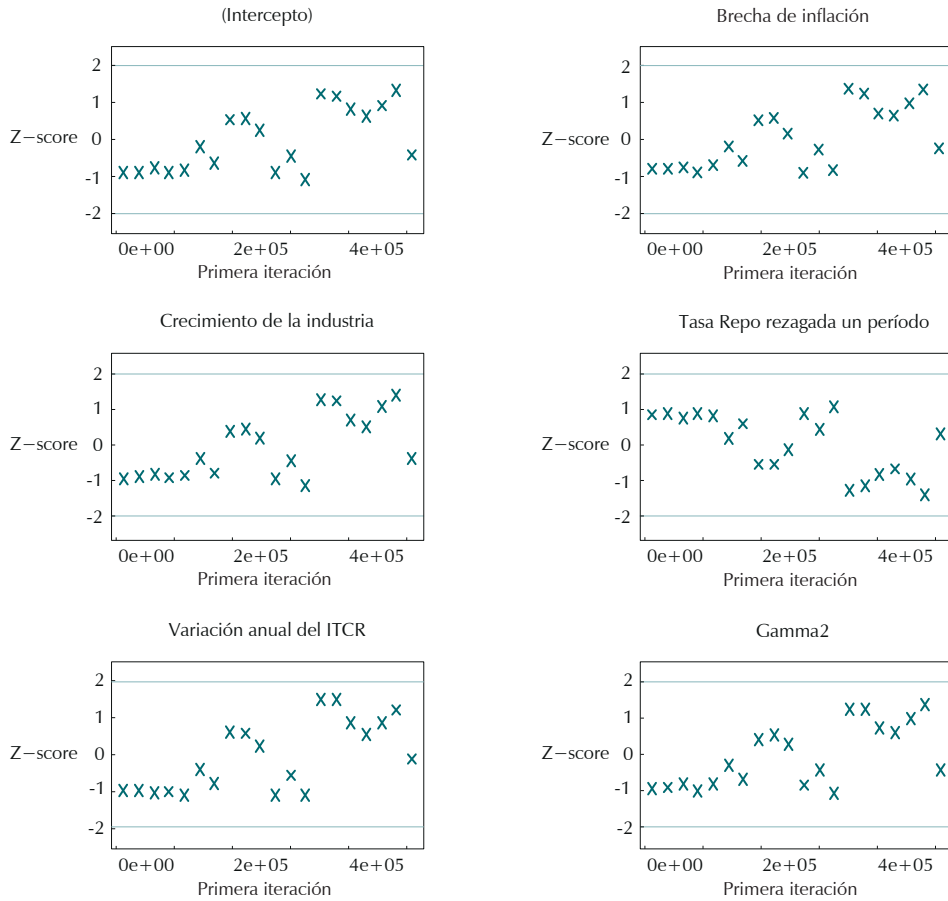 (Intercepto)
2
1
Z−score
0
-1
-2
0e+00 2e+05 4e+05
Primera iteración
Brecha de inflación
2
1
Z−score
0
-1
-2
0e+00 2e+05 4e+05
Primera iteración
Crecimiento de la industria
2
1
Z−score
0
-1
-2
0e+00 2e+05 4e+05
Primera iteración
Tasa Repo rezagada un período
2
1
Z−score
0
-1
-2
0e+00 2e+05 4e+05
Primera iteración
Variación anual del ITCR
2
1
Z−score
0
-1
-2
0e+00 2e+05 4e+05
Primera iteración
Gamma2
2
1
Z−score
0
-1
-2
0e+00 2e+05 4e+05
Primera iteración